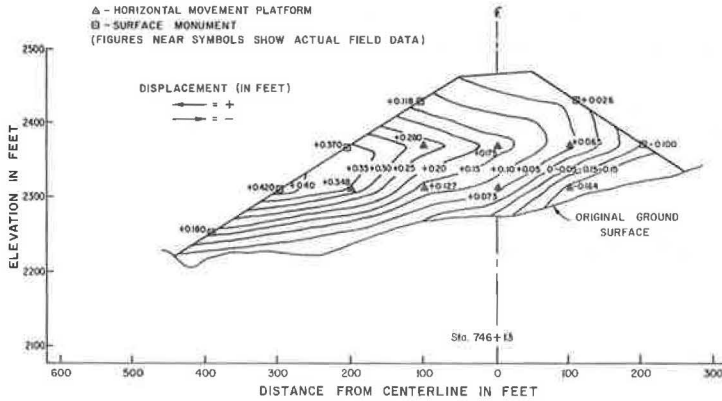 △ - HORIZONTAL MOVEMENT PLATFORM
□ - SURFACE MONUMENT
(FIGURES NEAR SYMBOLS SHOW ACTUAL FIELD DATA)
DISPLACEMENT (IN FEET)
← = +
→ = -
℄
2500
2400
2300
2200
2100
ELEVATION IN FEET
+0.118
+0.026
+0.370
+0.200
+0.175
+0.065
-0.100
+0.420
+0.40
+0.348
+0.35 +0.30 +0.25 +0.20 +0.15 +0.10 +0.05 0 -0.05 -0.15
+0.127
+0.073
-0.164
+0.160
ORIGINAL GROUND
SURFACE
Sta. 746+13
600 500 400 300 200 100 0 100 200 300
DISTANCE FROM CENTERLINE IN FEET